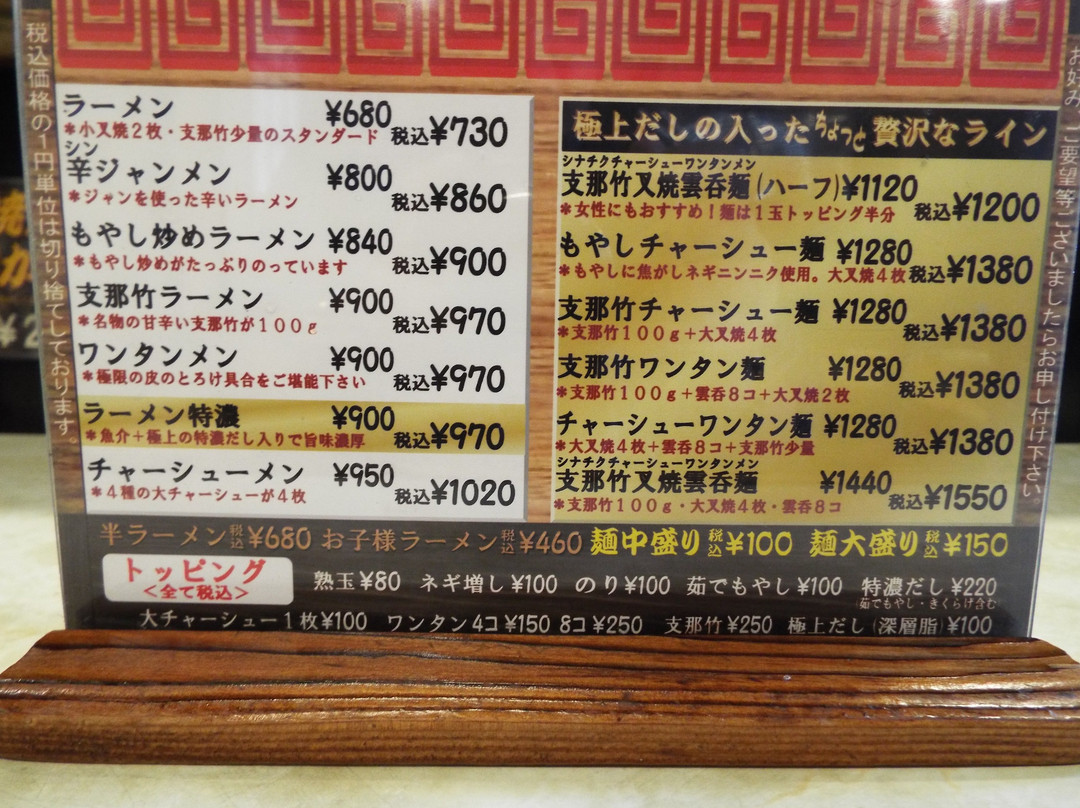 税込価格の1円単位は切り捨てしております。
ラーメン ¥680
*小叉焼2枚・支那竹少量のスタンダード 税込¥730
シン
辛ジャンメン ¥800
*ジャンを使った辛いラーメン 税込¥860
もやし炒めラーメン ¥840
*もやし炒めがたっぷりのっています 税込¥900
支那竹ラーメン ¥900
*名物の甘辛い支那竹が100g 税込¥970
ワンタンメン ¥900
*極限の皮のとろけ具合をご堪能下さい 税込¥970
ラーメン特濃 ¥900
*魚介+極上の特濃だし入りで旨味濃厚 税込¥970
チャーシューメン ¥950
*4種の大チャーシューが4枚 税込¥1020
極上だしの入ったちょっと贅沢なライン
シナチクチャーシューワンタンメン
支那竹叉焼雲呑麺(ハーフ)¥1120
*女性にもおすすめ!麺は1玉トッピング半分 税込¥1200
もやしチャーシュー麺 ¥1280
*もやしに焦がしネギニンニク使用。大叉焼4枚 税込¥1380
支那竹チャーシュー麺 ¥1280
*支那竹100g+大叉焼4枚 税込¥1380
支那竹ワンタン麺 ¥1280
*支那竹100g+雲呑8コ+大叉焼2枚 税込¥1380
チャーシューワンタン麺 ¥1280
*大叉焼4枚+雲呑8コ+支那竹少量 税込¥1380
シナチクチャーシューワンタンメン
支那竹叉焼雲呑麺 ¥1440
*支那竹100g・大叉焼4枚・雲呑8コ 税込¥1550
お好み、ご要望等ございましたらお申し付け下さい
半ラーメン税込¥680 お子様ラーメン税込¥460 麺中盛り税込¥100 麺大盛り税込¥150
トッピング
<全て税込>
熟玉¥80 ネギ増し¥100 のり¥100 茹でもやし¥100 特濃だし¥220
(茹でもやし・きくらげ含む)
大チャーシュー1枚¥100 ワンタン4コ¥150 8コ¥250 支那竹¥250 極上だし(深層脂)¥100